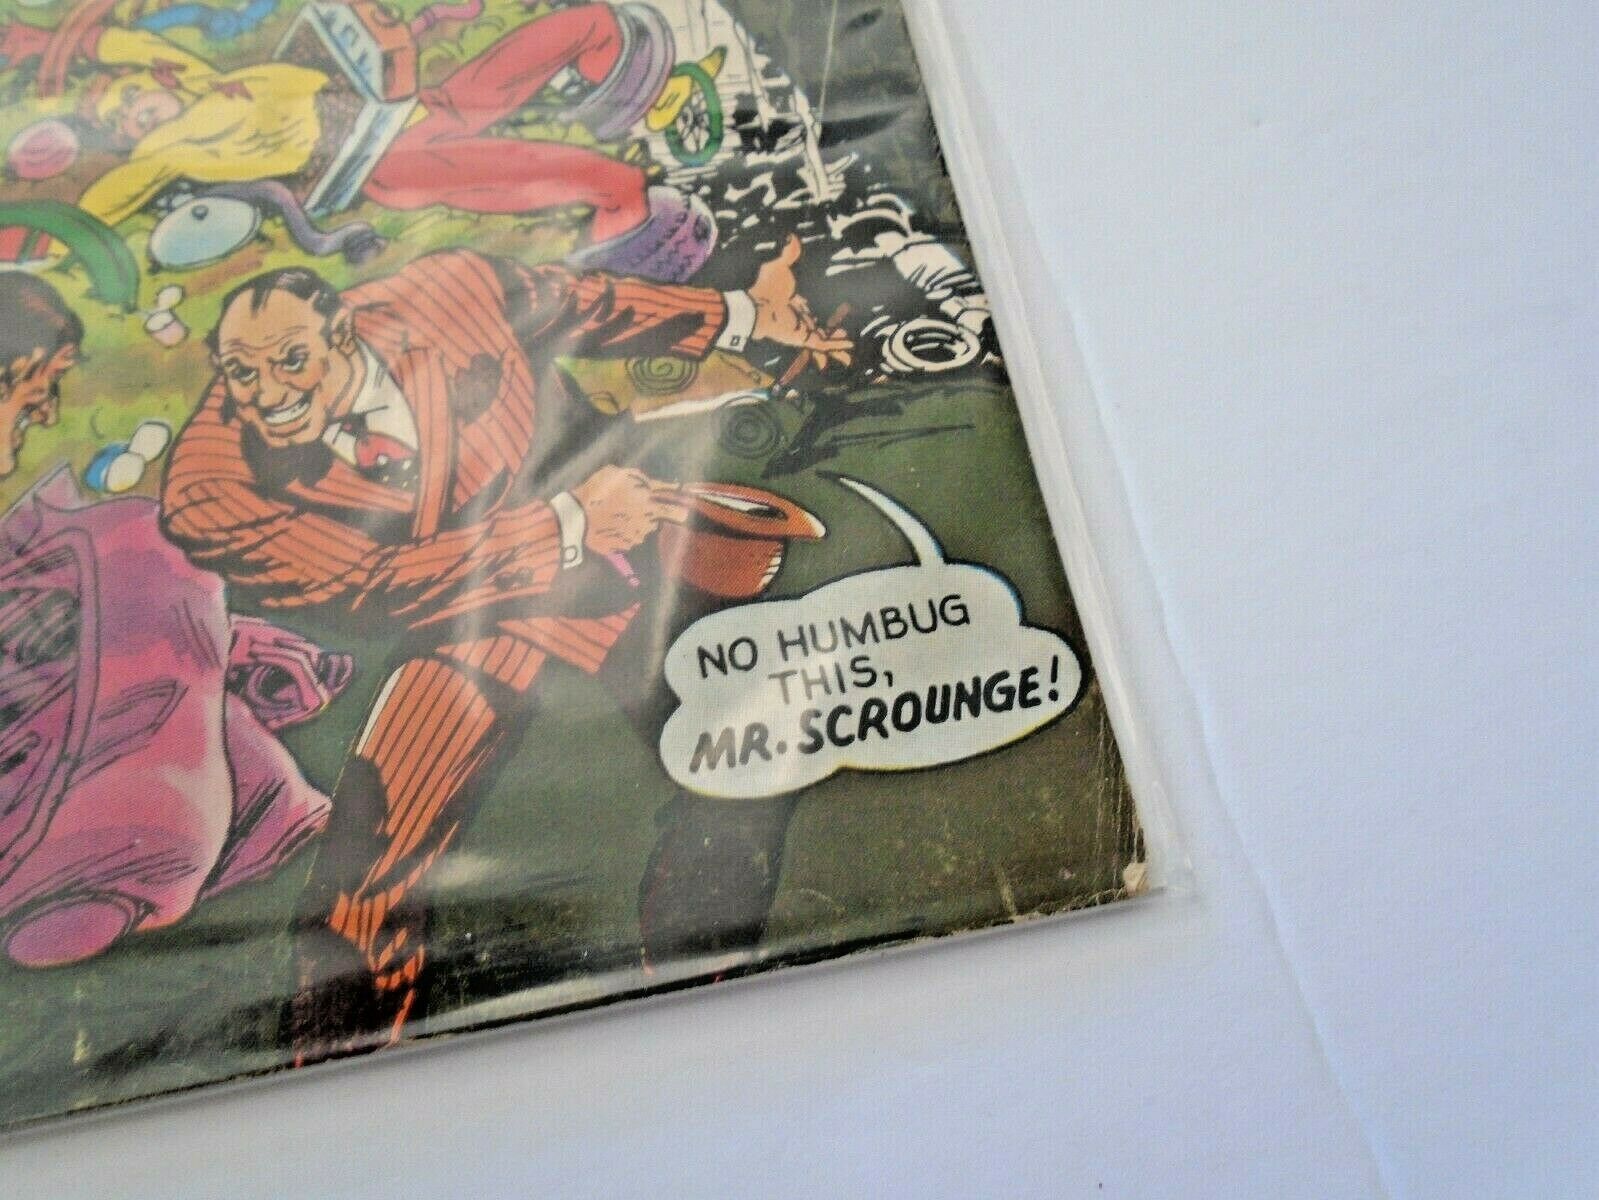 NO HUMBUG
THIS,
MR. SCROUNGE!